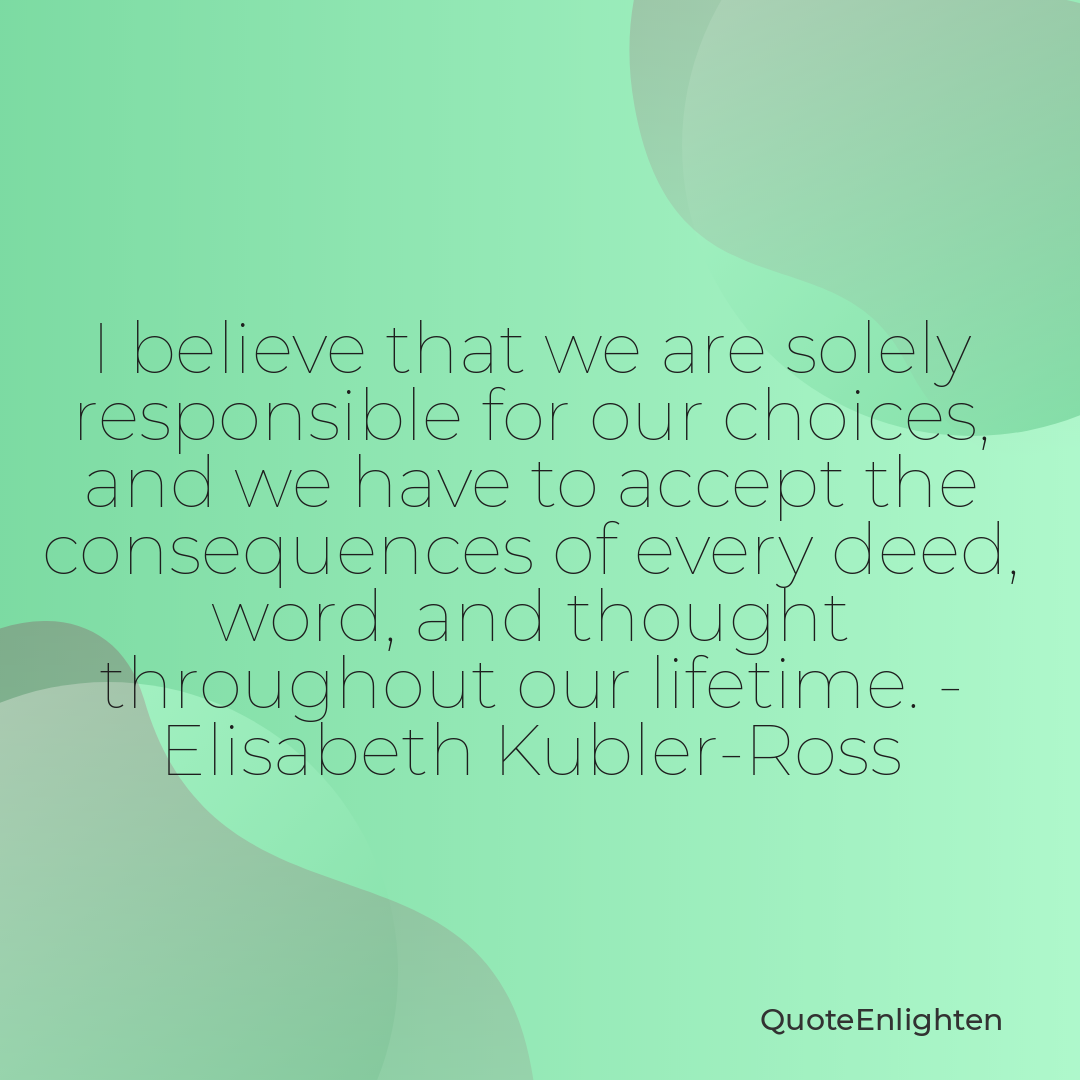 I believe that we are solely
responsible for our choices,
and we have to accept the
consequences of every deed,
word, and thought
throughout our lifetime. -
Elisabeth Kubler-Ross
QuoteEnlighten